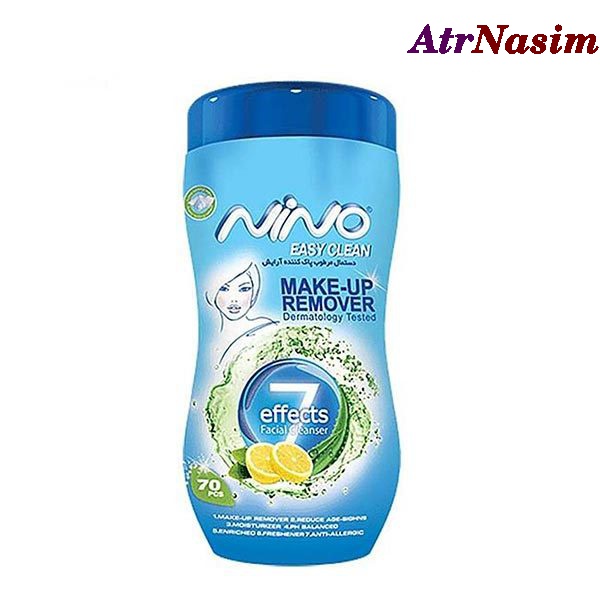 AtrNasim
NINO®
EASY CLEAN
دستمال مرطوب پاک کننده آرایش
MAKE-UP
REMOVER
Dermatology Tested
7
effects
Facial Cleanser
70
PCS
1.MAKE-UP REMOVER 2.REDUCE AGE-SIGHNS
3.MOISTURIZER 4.PH BALANCED
5.ENRICHED 6.FRESHENER 7.ANTI-ALLERGIC